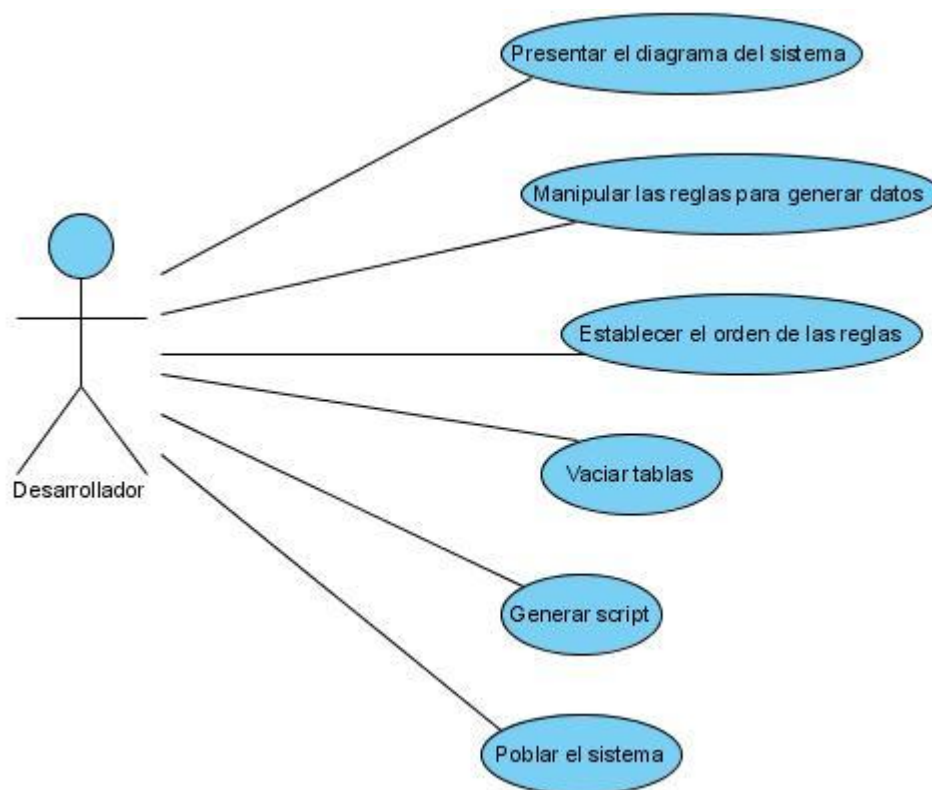 Presentar el diagrama del sistema
Manipular las reglas para generar datos
Establecer el orden de las reglas
Vaciar tablas
Desarrollador
Generar script
Poblar el sistema